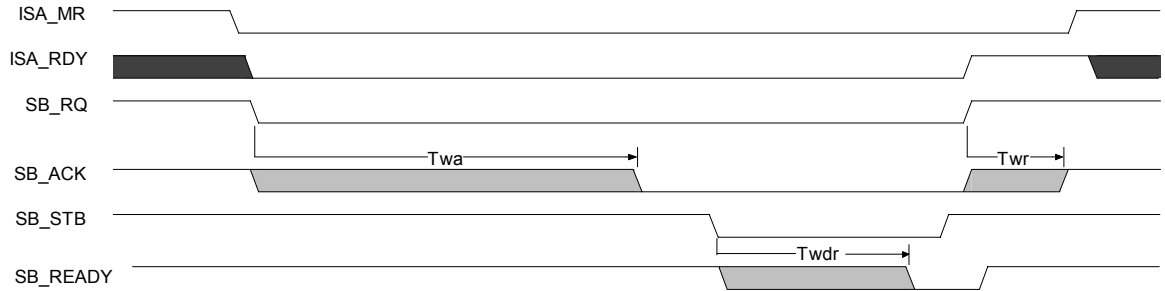 ISA_MR
ISA_RDY
SB_RQ
Twa
Twr
SB_ACK
SB_STB
Twdr
SB_READY